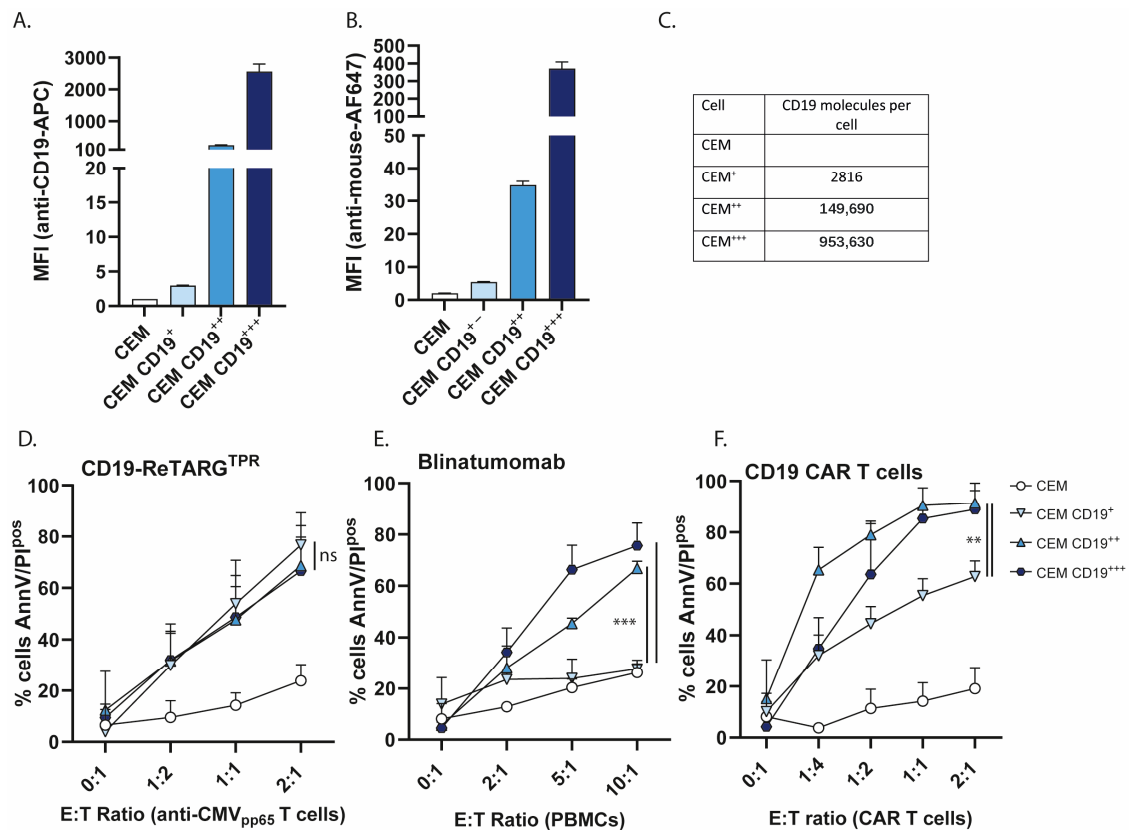 A.
B.
C.
MFI (anti-CD19-APC)
3000
2000
1000
100
20
15
10
5
0
CEM
CEM CD19+
CEM CD19++
CEM CD19+++
MFI (anti-mouse-AF647)
500
400
300
200
100
50
40
30
20
10
0
CEM
CEM CD19+−
CEM CD19++
CEM CD19+++
Cell CD19 molecules per cell
CEM
CEM+ 2816
CEM++ 149,690
CEM+++ 953,630
D.
CD19-ReTARGTPR
% cells AnnV/PIpos
100
80
60
40
20
0
ns
0:1
1:2
1:1
2:1
E:T Ratio (anti-CMVpp65 T cells)
E.
Blinatumomab
% cells AnnV/PIpos
100
80
60
40
20
0
***
0:1
2:1
5:1
10:1
E:T Ratio (PBMCs)
F.
CD19 CAR T cells
% cells AnnV/PIpos
100
80
60
40
20
0
**
0:1
1:4
1:2
1:1
2:1
E:T ratio (CAR T cells)
CEM
CEM CD19+
CEM CD19++
CEM CD19+++